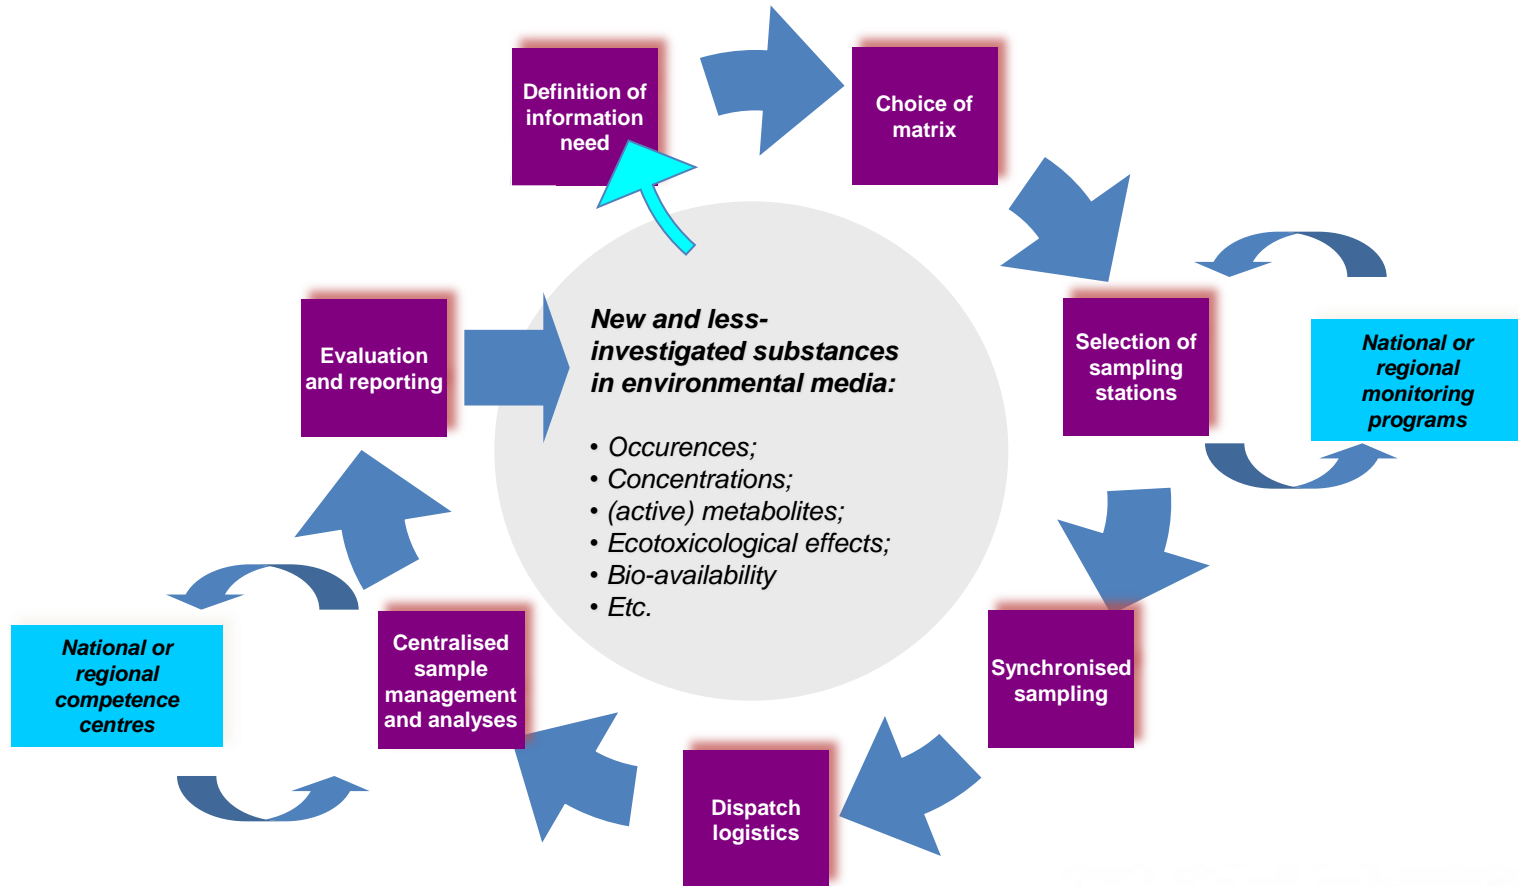 Definition of
information
need
Choice of
matrix
Selection of
sampling
stations
National or
regional
monitoring
programs
Synchronised
sampling
Dispatch
logistics
Centralised
sample
management
and analyses
National or
regional
competence
centres
Evaluation
and reporting
New and less-
investigated substances
in environmental media:
• Occurences;
• Concentrations;
• (active) metabolites;
• Ecotoxicological effects;
• Bio-availability
• Etc.